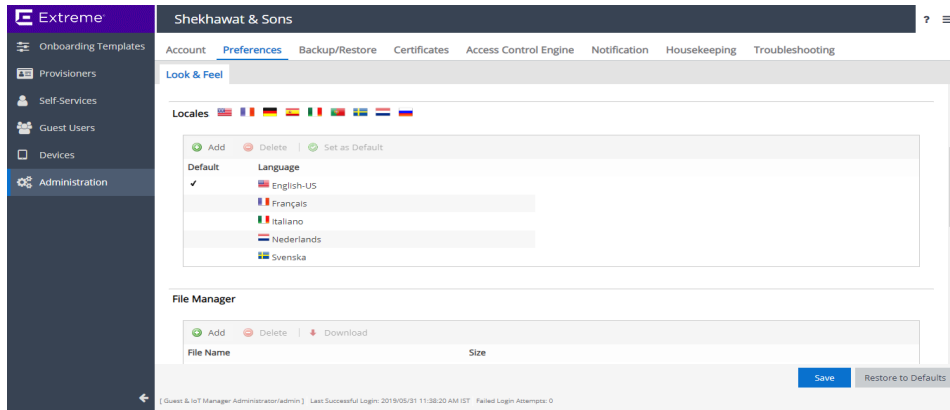 Extreme
Shekhawat & Sons
?
Onboarding Templates
Provisioners
Self-Services
Guest Users
Devices
Administration
Account Preferences Backup/Restore Certificates Access Control Engine Notification Housekeeping Troubleshooting
Look & Feel
Locales
Add Delete Set as Default
Default Language
English-US
Français
Italiano
Nederlands
Svenska
File Manager
Add Delete Download
File Name Size
Save Restore to Defaults
[ Guest & IoT Manager Administrator/admin ] Last Successful Login: 2019/05/31 11:38:20 AM IST Failed Login Attempts: 0